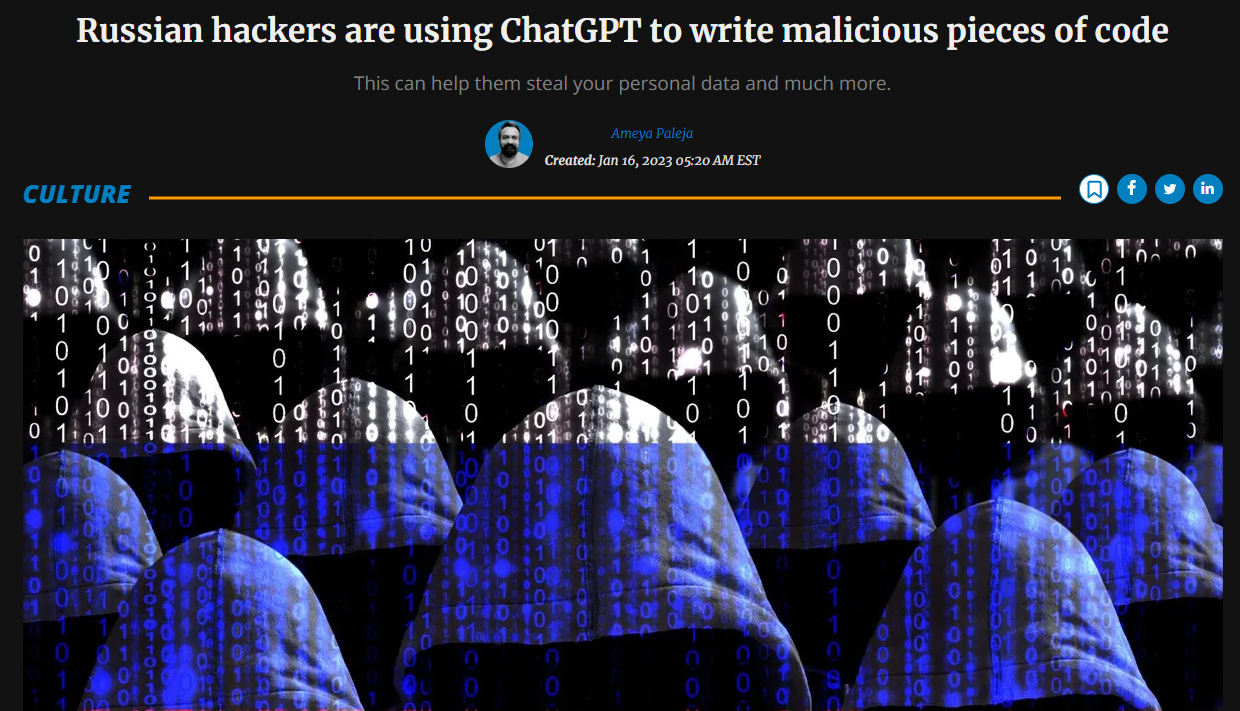 Russian hackers are using ChatGPT to write malicious pieces of code
This can help them steal your personal data and much more.
Ameya Paleja
Created: Jan 16, 2023 05:20 AM EST
CULTURE